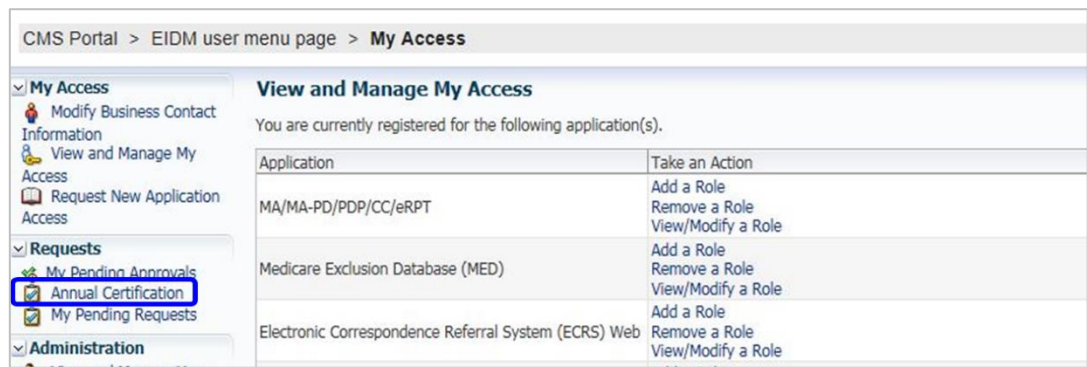 CMS Portal > EIDM user menu page > My Access
My Access
Modify Business Contact
Information
View and Manage My
Access
Request New Application
Access
Requests
My Pending Approvals
Annual Certification
My Pending Requests
Administration
View and Manage My Access
You are currently registered for the following application(s).
Application Take an Action
MA/MA-PD/PDP/CC/eRPT
Add a Role
Remove a Role
View/Modify a Role
Medicare Exclusion Database (MED)
Add a Role
Remove a Role
View/Modify a Role
Electronic Correspondence Referral System (ECRS) Web
Add a Role
Remove a Role
View/Modify a Role